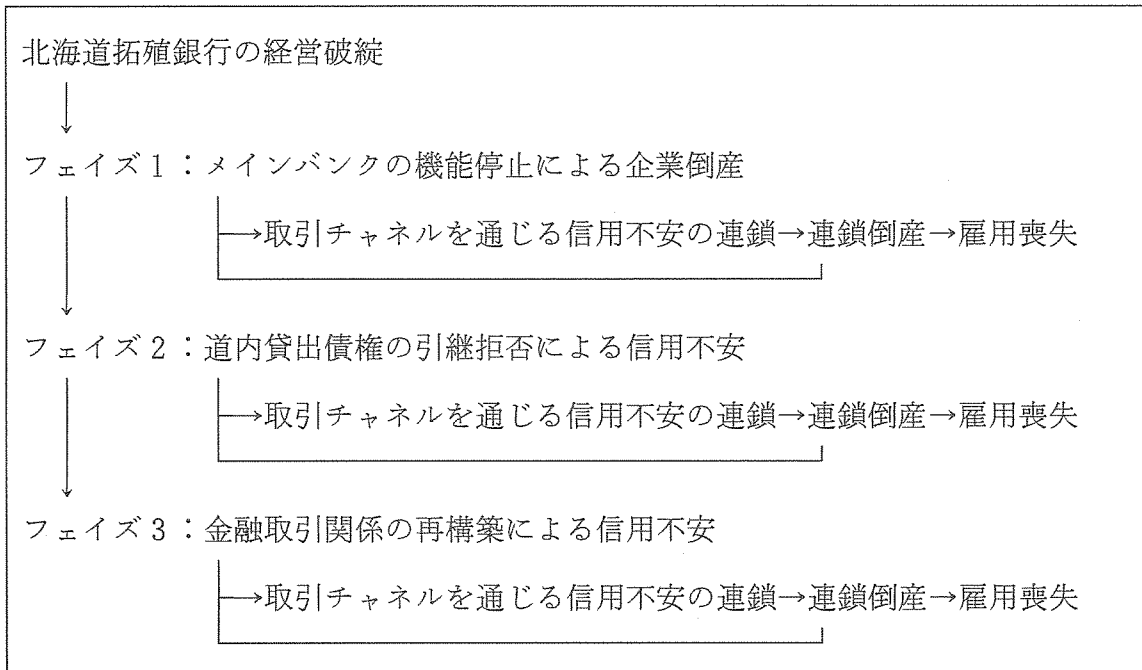 北海道拓殖銀行の経営破綻
フェイズ1：メインバンクの機能停止による企業倒産
取引チャネルを通じる信用不安の連鎖→連鎖倒産→雇用喪失
フェイズ2：道内貸出債権の引継拒否による信用不安
取引チャネルを通じる信用不安の連鎖→連鎖倒産→雇用喪失
フェイズ3：金融取引関係の再構築による信用不安
取引チャネルを通じる信用不安の連鎖→連鎖倒産→雇用喪失